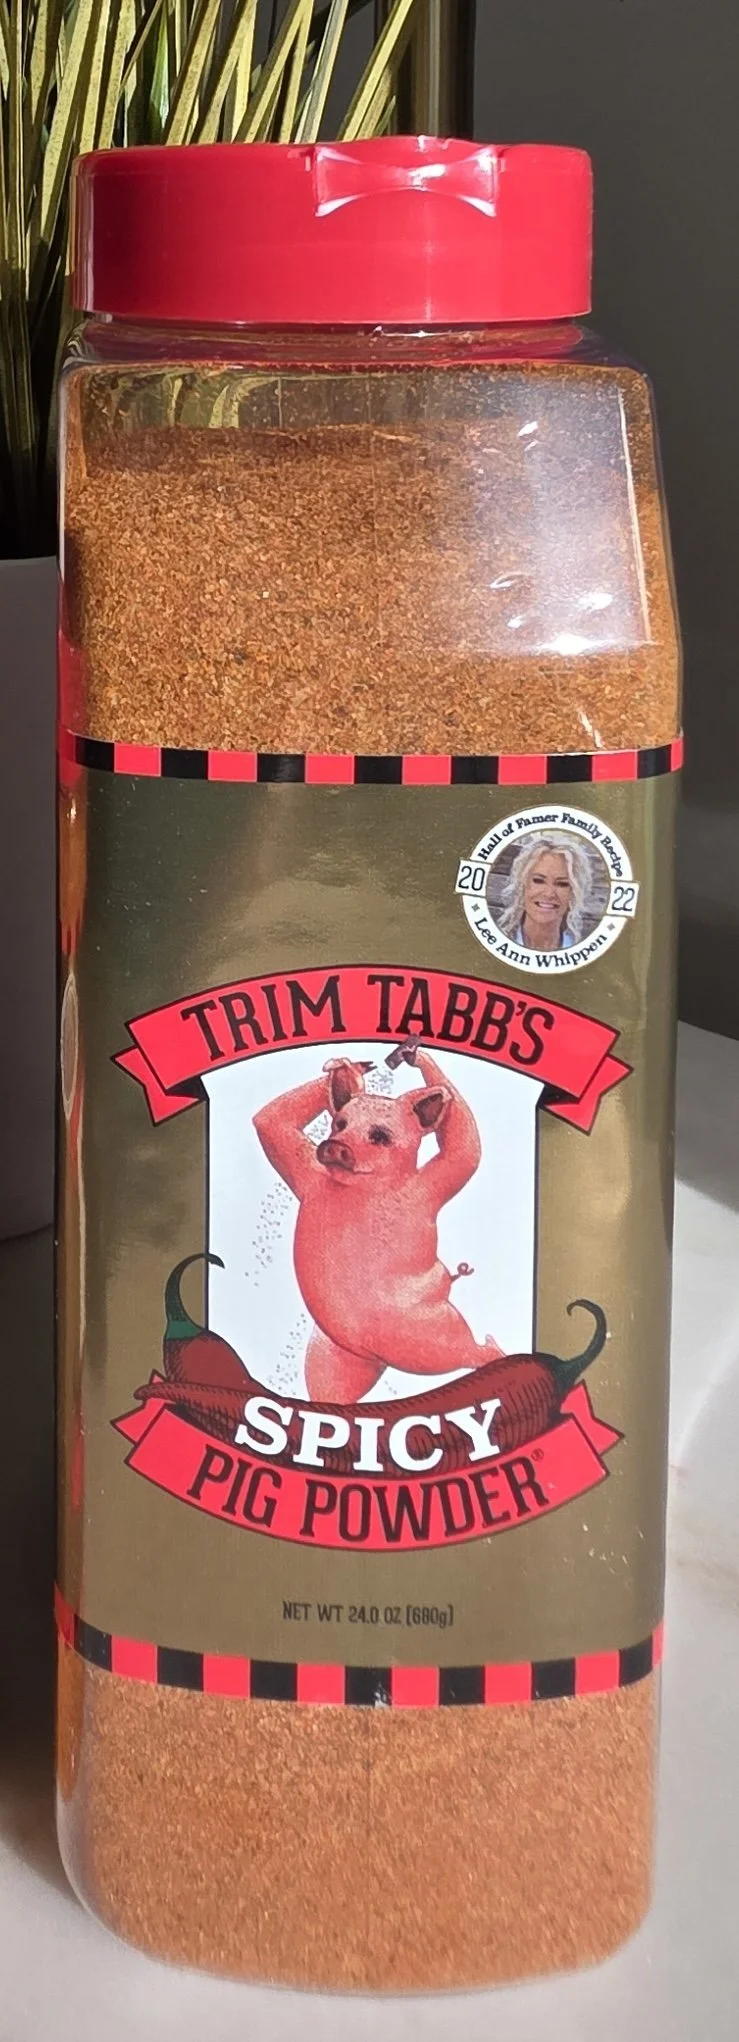 Hall of Famer Family Recipe
20 22
Lee Ann Whippen
TRIM TABB'S
SPICY
PIG POWDER®
NET WT 24.0 OZ (680g)